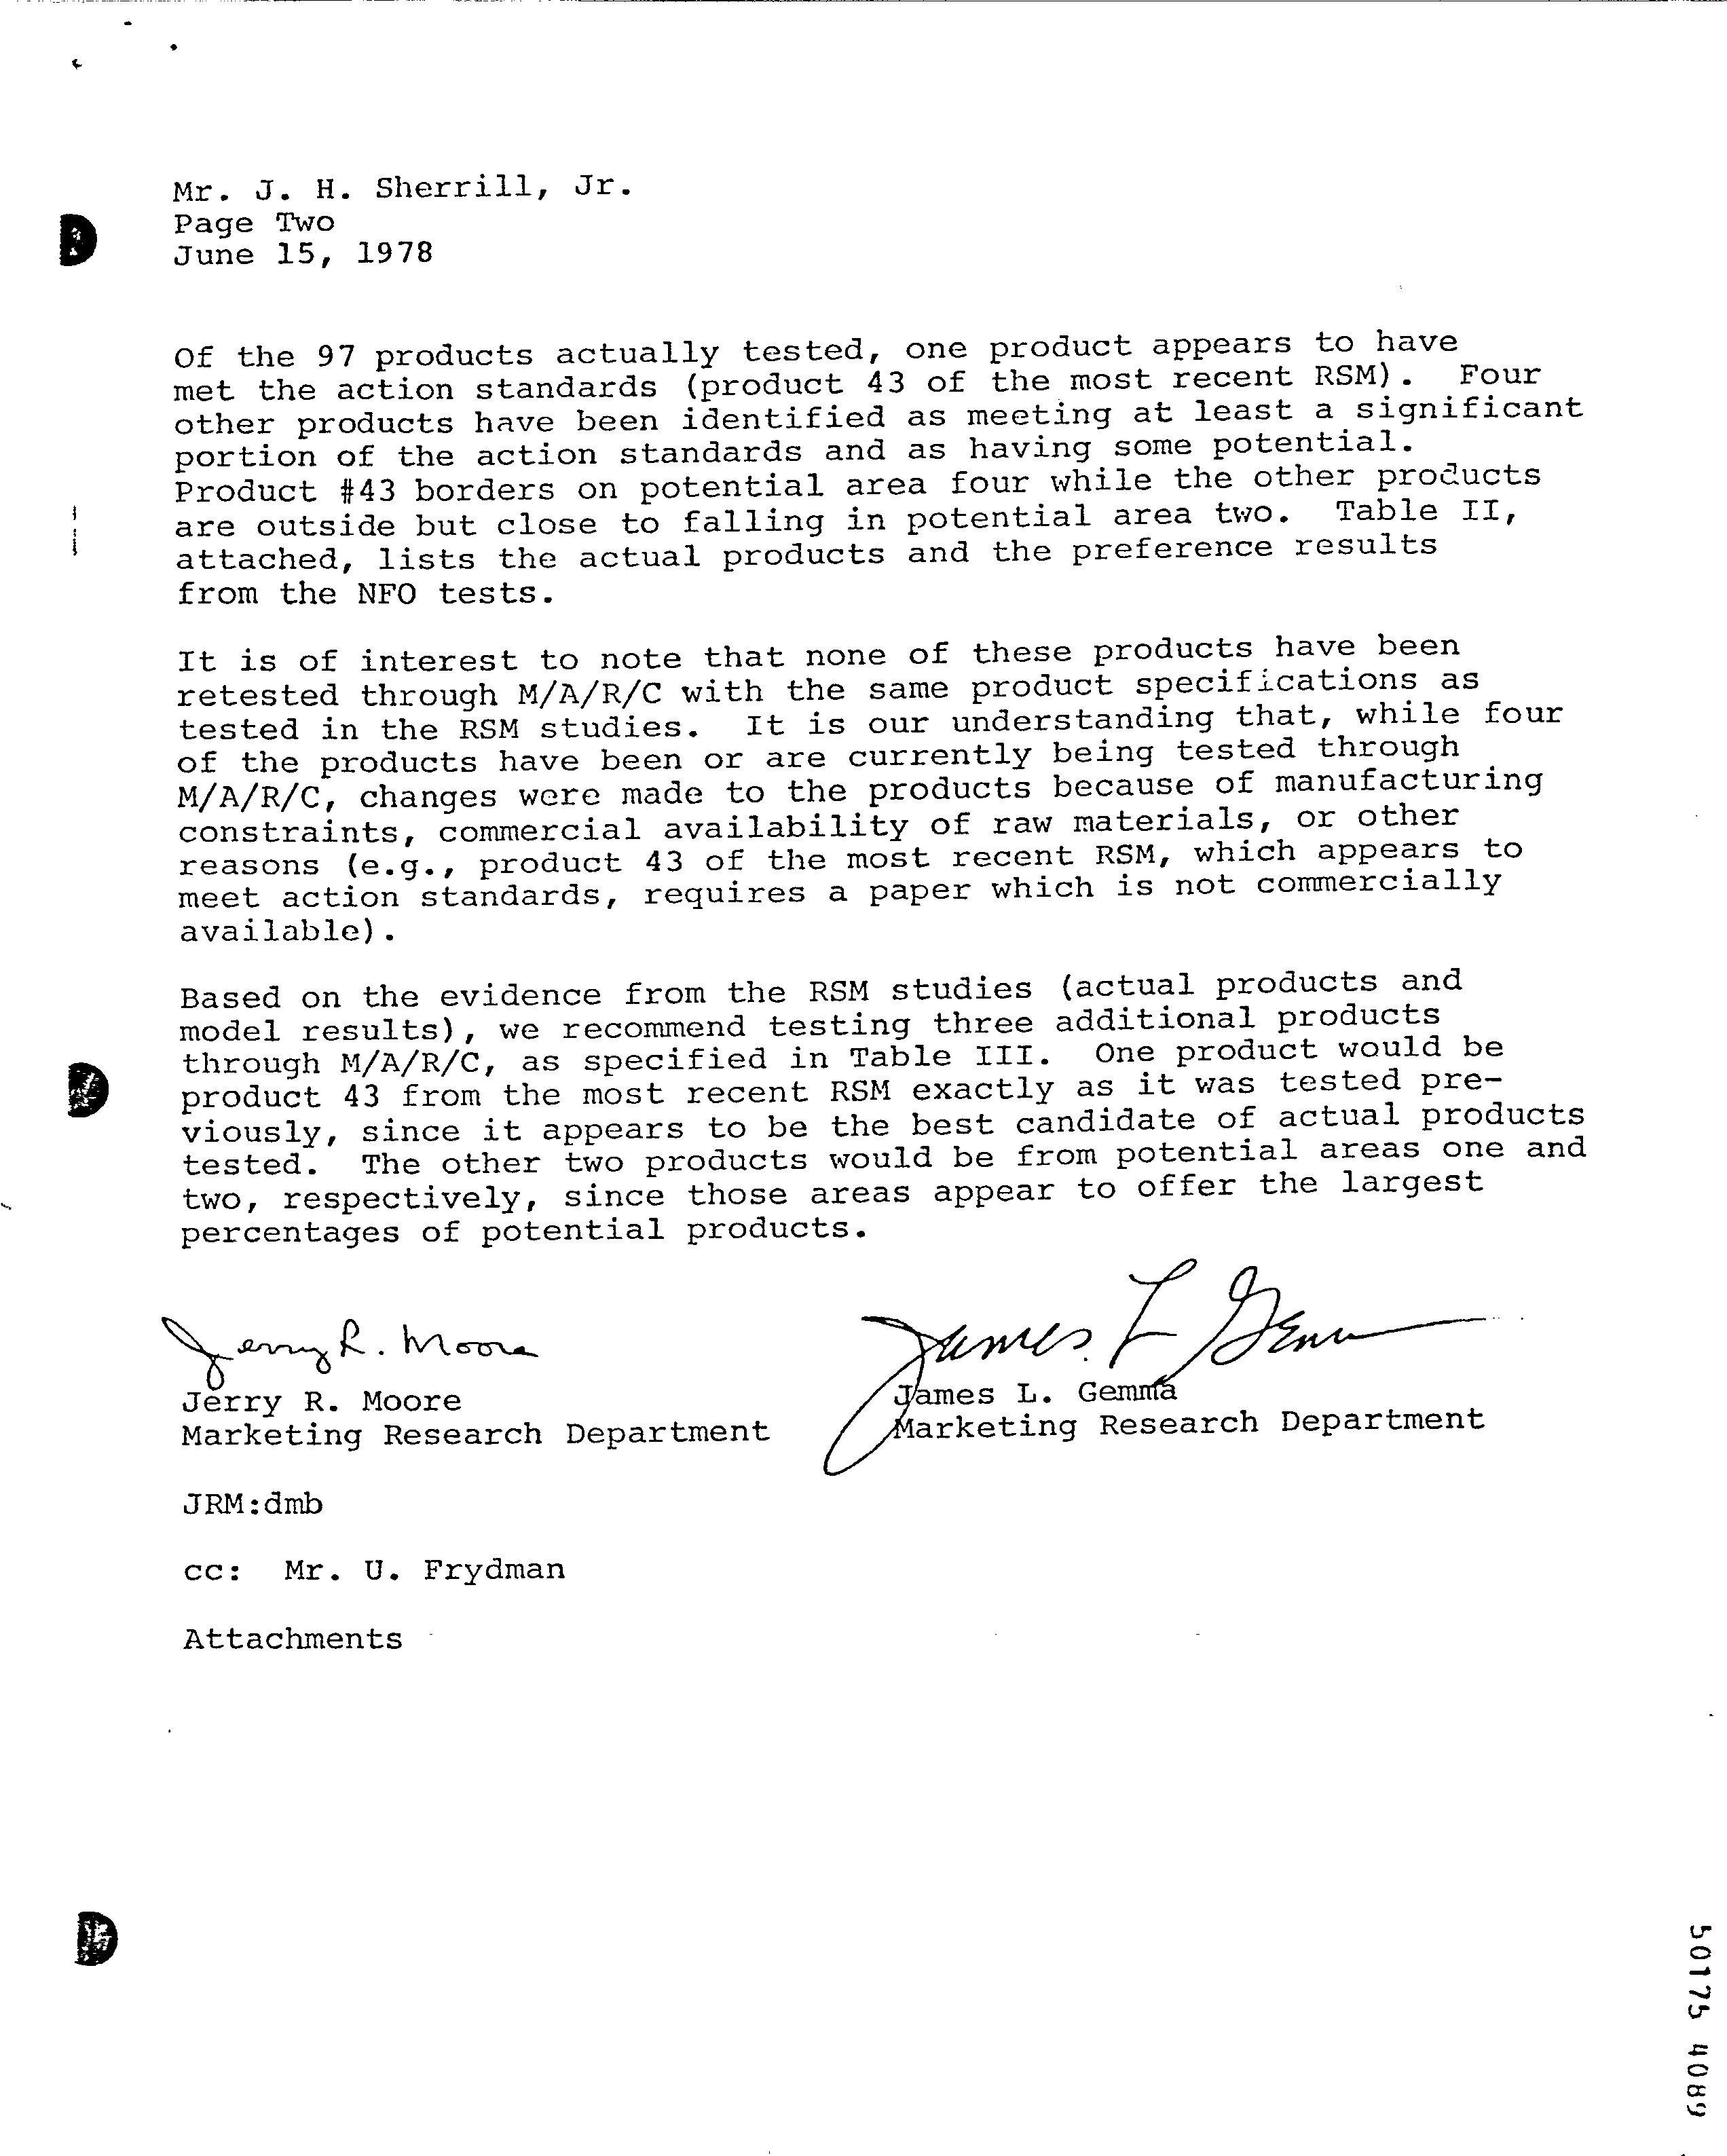 Mr. J. H. Sherrill, Jr.
Page Two
June 15, 1978
Of the 97 products actually tested, one product appears to have
met the action standards (product 43 of the most recent RSM).  Four
other products have been identified as meeting at least a significant
portion of the action standards and as having some potential.
Product #43 borders on potential area four while the other products
are outside but close to falling in potential area two.  Table II,
attached, lists the actual products and the preference results
from the NFO tests.
It is of interest to note that none of these products have been
retested through M/A/R/C with the same product specifications as
tested in the RSM studies.  It is our understanding that, while four
of the products have been or are currently being tested through
M/A/R/C, changes were made to the products because of manufacturing
constraints, commercial availability of raw materials, or other
reasons (e.g., product 43 of the most recent RSM, which appears to
meet action standards, requires a paper which is not commercially
available).
Based on the evidence from the RSM studies (actual products and
model results), we recommend testing three additional products
through M/A/R/C, as specified in Table III.  One product would be
product 43 from the most recent RSM exactly as it was tested pre-
viously, since it appears to be the best candidate of actual products
tested.  The other two products would be from potential areas one and
two, respectively, since those areas appear to offer the largest
percentages of potential products.
Jerry R. Moore
James L Gemma
Jerry R. Moore
James L. Gemma
Marketing Research Department
Marketing Research Department
JRM:dmb
cc:  Mr. U. Frydman
Attachments
50175 4089